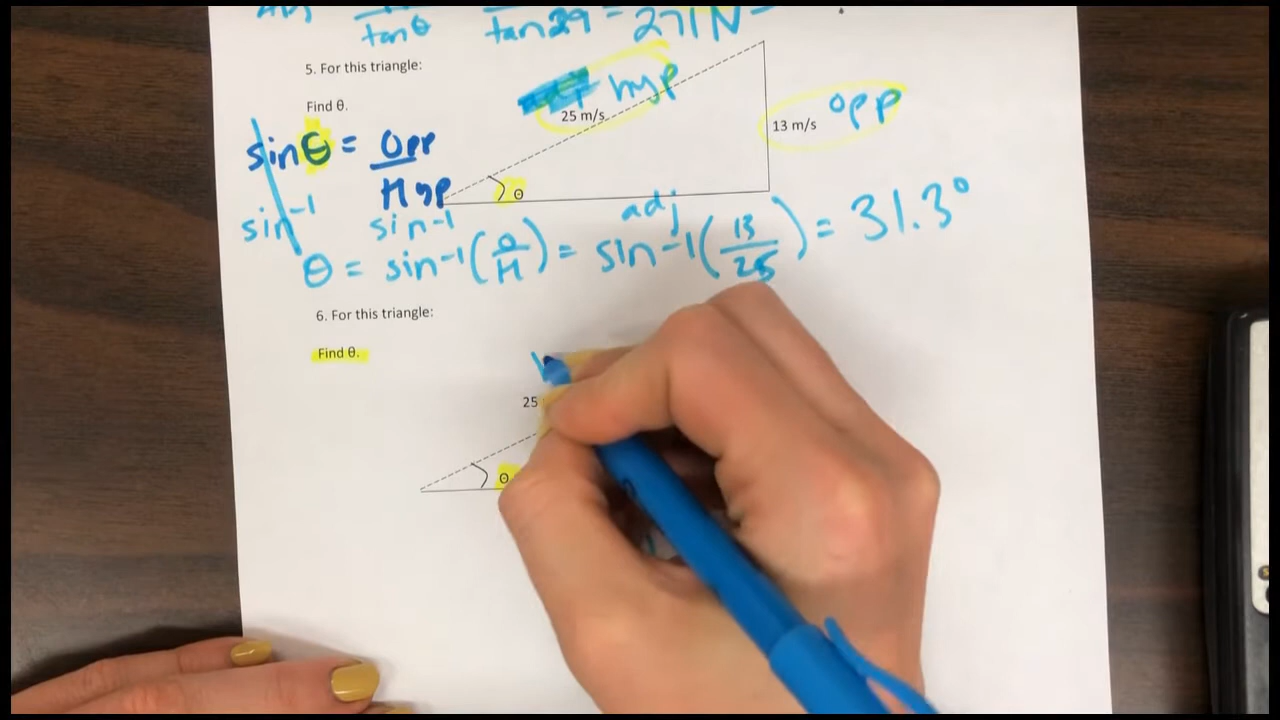 tanθ tan29 = 271N
5. For this triangle:
hyp
Find θ.
25 m/s
opp
13 m/s
sinθ = Opp
Hyp
θ
sin-1 sin-1
adj
θ = sin-1(O/H) = sin-1(13/25) = 31.3°
6. For this triangle:
Find θ.
25
θ